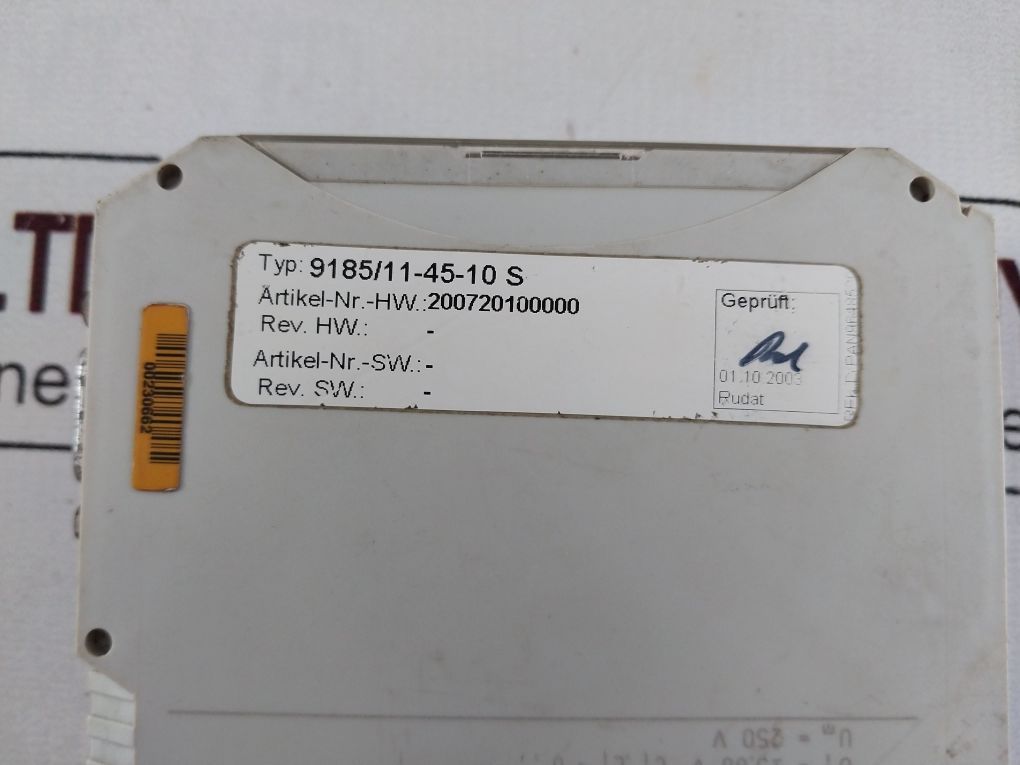 Typ: 9185/11-45-10 S
Artikel-Nr.-HW.:200720100000
Rev. HW.: -
Artikel-Nr.-SW.:-
Rev. SW.: -
Geprüft:
01.10.2003
Rudat
00230662
Um = 250 V